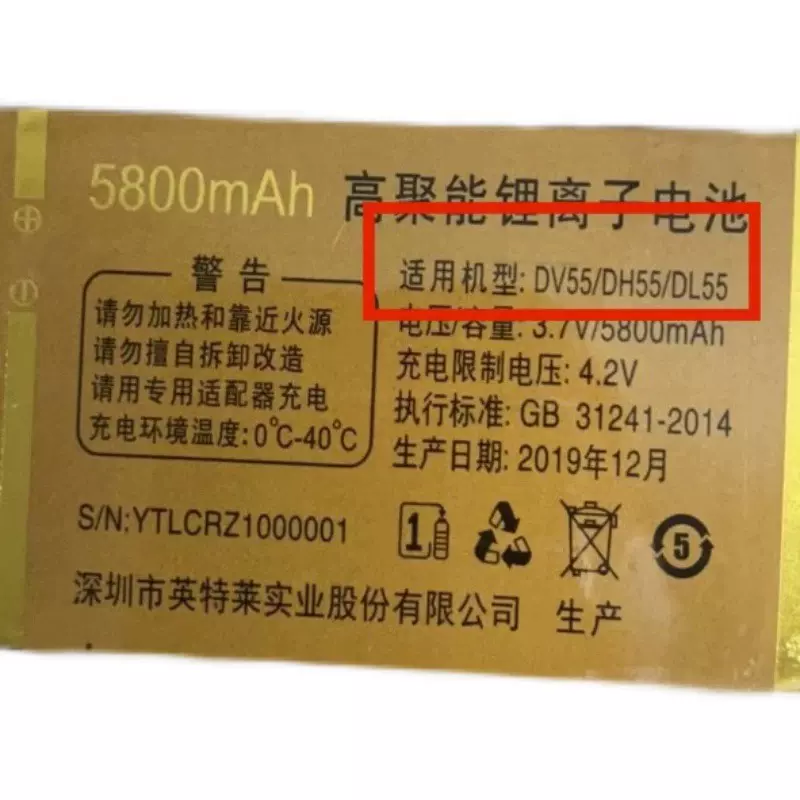 5800mAh 高聚能锂离子电池
警告
请勿加热和靠近火源
请勿擅自拆卸改造
请用专用适配器充电
充电环境温度:0℃-40℃
适用机型: DV55/DH55/DL55
电压/容量: 3.7V/5800mAh
充电限制电压: 4.2V
执行标准: GB 31241-2014
生产日期: 2019年12月
S/N:YTLCRZ1000001
1
5
深圳市英特莱实业股份有限公司 生产